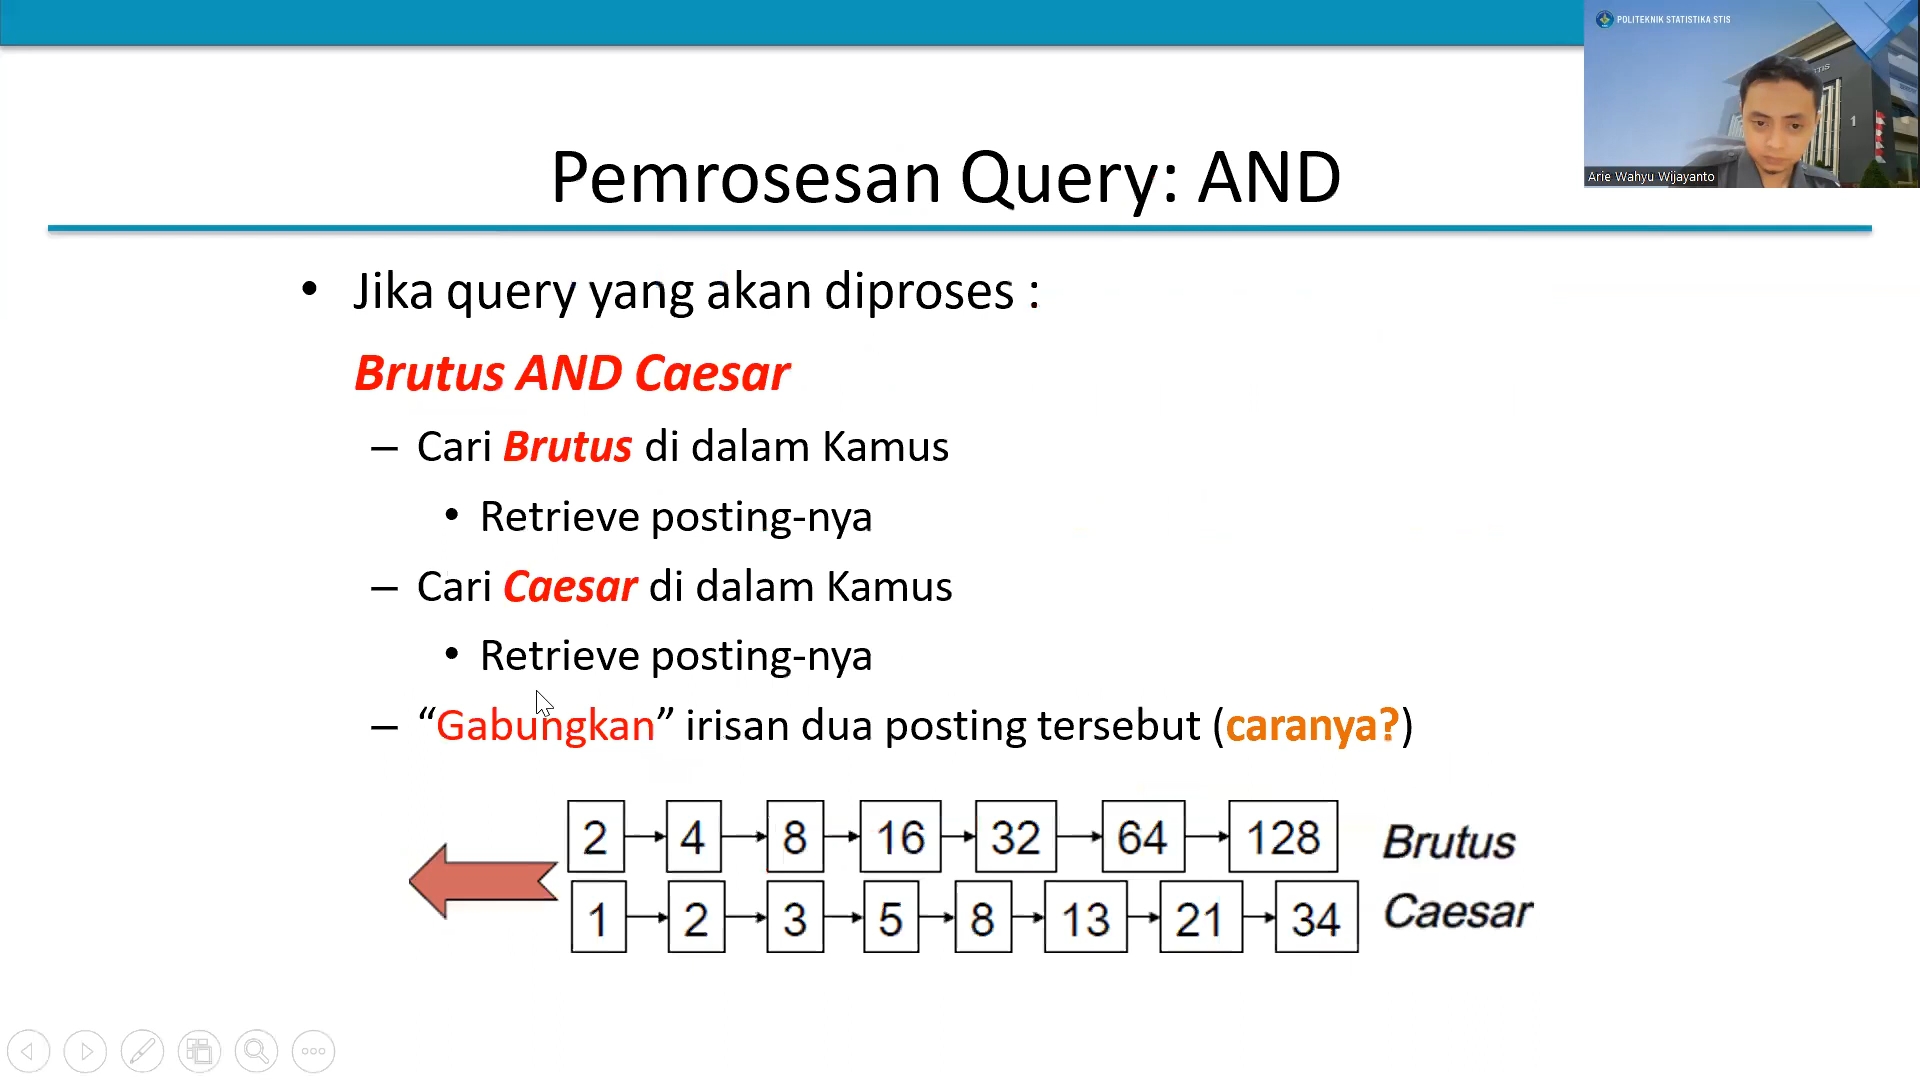 POLITEKNIK STATISTIKA STIS
Arie Wahyu Wijayanto
Pemrosesan Query: AND
• Jika query yang akan diproses :
Brutus AND Caesar
– Cari Brutus di dalam Kamus
• Retrieve posting-nya
– Cari Caesar di dalam Kamus
• Retrieve posting-nya
– “Gabungkan” irisan dua posting tersebut (caranya?)
2 4 8 16 32 64 128 Brutus
1 2 3 5 8 13 21 34 Caesar